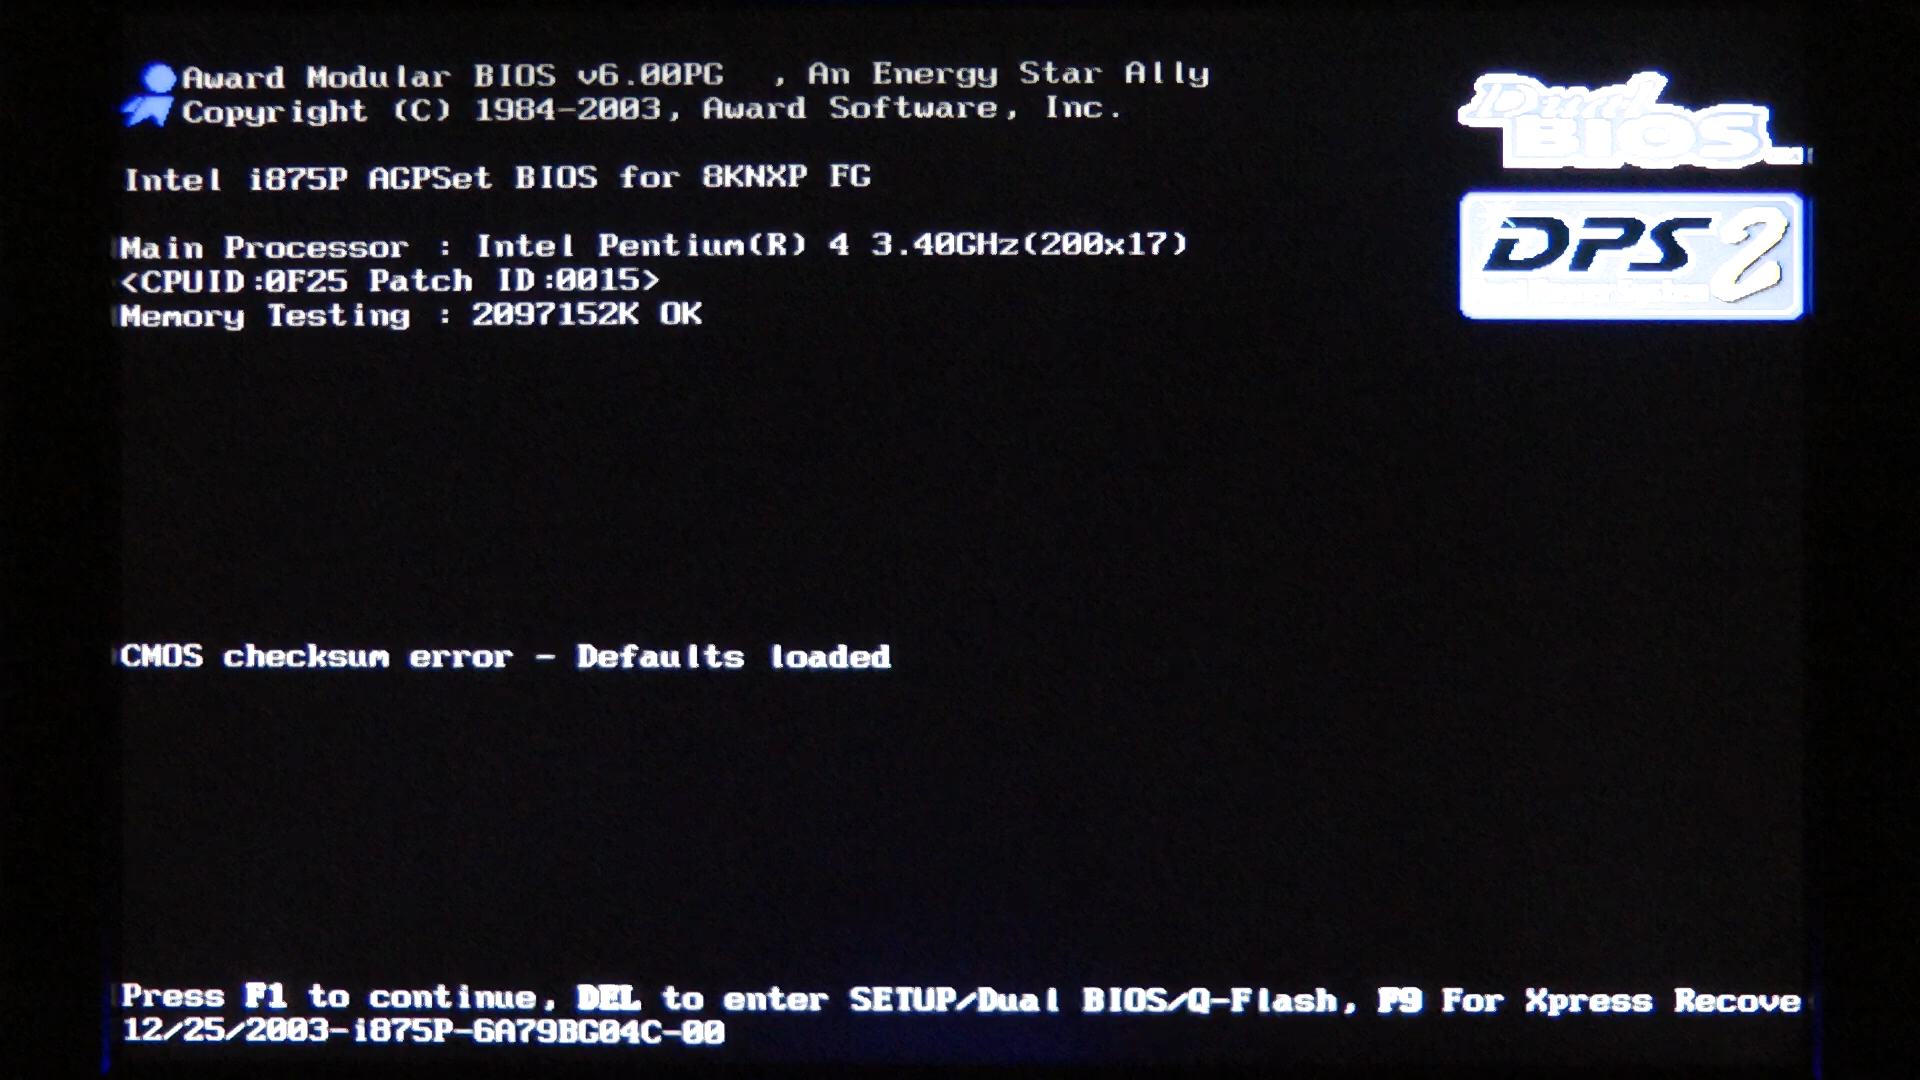 Award Modular BIOS v6.00PG , An Energy Star Ally
Copyright (C) 1984-2003, Award Software, Inc.
Dual
BIOS
Intel i875P AGPSet BIOS for 8KNXP FG
DPS2
Main Processor : Intel Pentium(R) 4 3.40GHz(200x17)
<CPUID:0F25 Patch ID:0015>
Memory Testing : 2097152K OK
CMOS checksum error - Defaults loaded
Press F1 to continue, DEL to enter SETUP/Dual BIOS/Q-Flash, F9 For Xpress Recove
12/25/2003-i875P-6A79BG04C-00